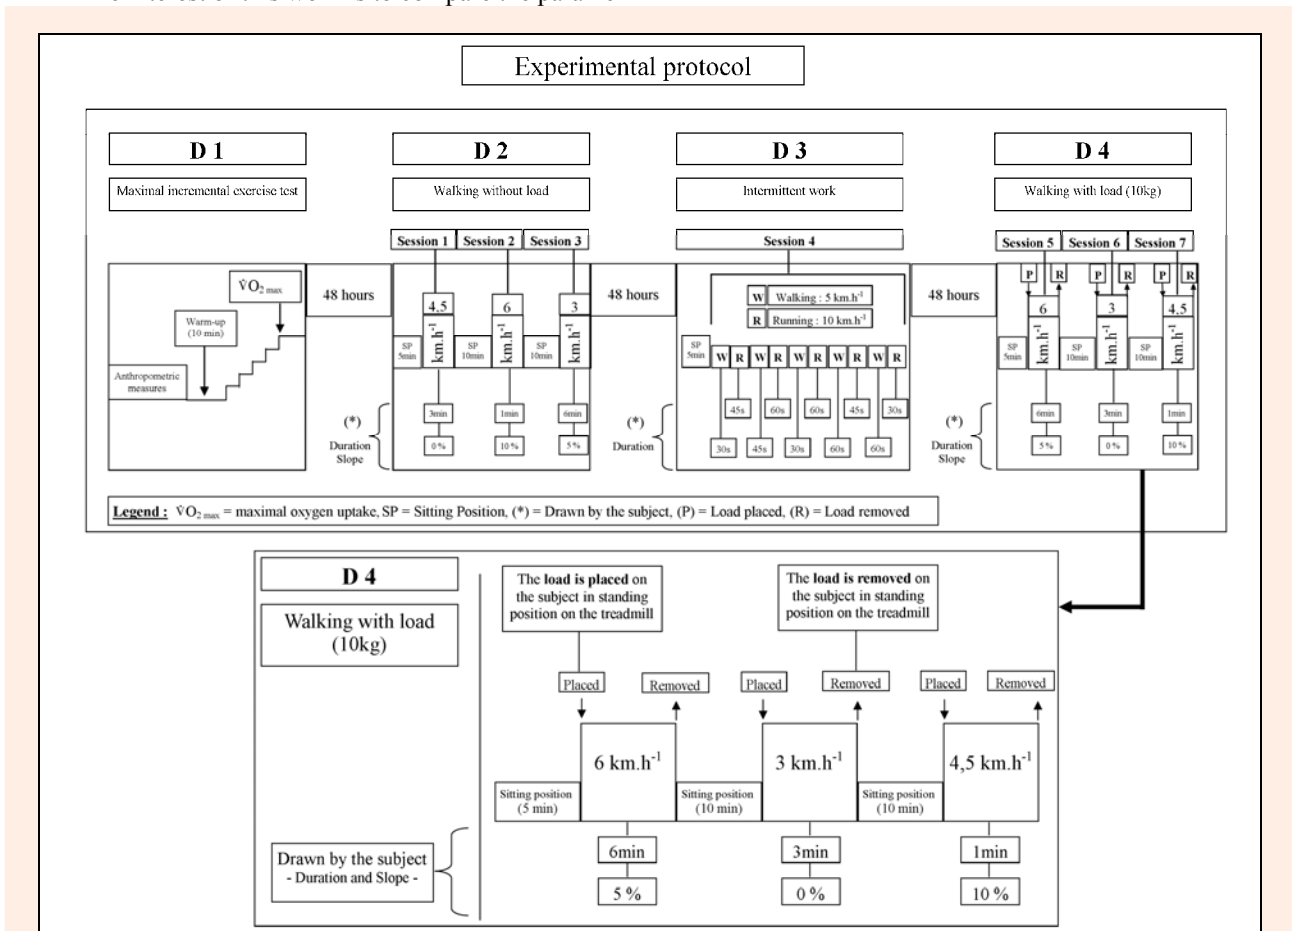 Experimental protocol
D 1
D 2
D 3
D 4
Maximal incremental exercise test
Walking without load
Intermittent work
Walking with load (10kg)
Session 1
Session 2
Session 3
Session 4
Session 5
Session 6
Session 7
V̇O2 max
Warm-up
(10 min)
Anthropometric
measures
48 hours
4,5
6
3
km.h-1
km.h-1
km.h-1
SP
5min
SP
10min
SP
10min
3min
1min
6min
0 %
10 %
5 %
(*)
Duration
Slope
48 hours
W Walking : 5 km.h-1
R Running : 10 km.h-1
SP
5min
W R W R W R W R W R
45s 60s 60s 45s 30s
30s 45s 30s 60s 60s
(*)
Duration
48 hours
P R P R P R
6
3
4,5
km.h-1
km.h-1
km.h-1
SP
5min
SP
10min
SP
10min
6min
3min
1min
5 %
0 %
10 %
(*)
Duration
Slope
Legend : V̇O2 max = maximal oxygen uptake, SP = Sitting Position, (*) = Drawn by the subject, (P) = Load placed, (R) = Load removed
D 4
Walking with load
(10kg)
The load is placed on
the subject in standing
position on the treadmill
The load is removed on
the subject in standing
position on the treadmill
Placed
Removed
Placed
Removed
Placed
Removed
6 km.h-1
3 km.h-1
4,5 km.h-1
Sitting position
(5 min)
Sitting position
(10 min)
Sitting position
(10 min)
6min
3min
1min
5 %
0 %
10 %
Drawn by the subject
- Duration and Slope -